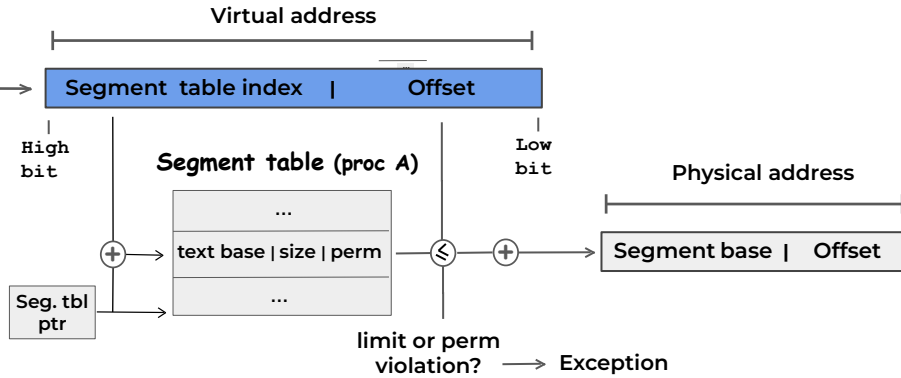 Virtual address
Segment table index | Offset
High
bit
Low
bit
Segment table (proc A)
...
text base | size | perm
...
+
≤
+
Seg. tbl
ptr
Physical address
Segment base | Offset
limit or perm
violation?
Exception